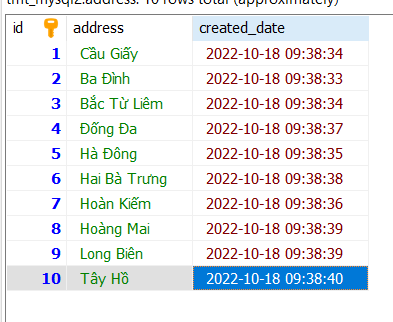 tmt_mysql2.address: 10 rows total (approximately)
id address created_date
1 Cầu Giấy 2022-10-18 09:38:34
2 Ba Đình 2022-10-18 09:38:33
3 Bắc Từ Liêm 2022-10-18 09:38:34
4 Đống Đa 2022-10-18 09:38:37
5 Hà Đông 2022-10-18 09:38:35
6 Hai Bà Trưng 2022-10-18 09:38:38
7 Hoàn Kiếm 2022-10-18 09:38:36
8 Hoàng Mai 2022-10-18 09:38:39
9 Long Biên 2022-10-18 09:38:39
10 Tây Hồ 2022-10-18 09:38:40